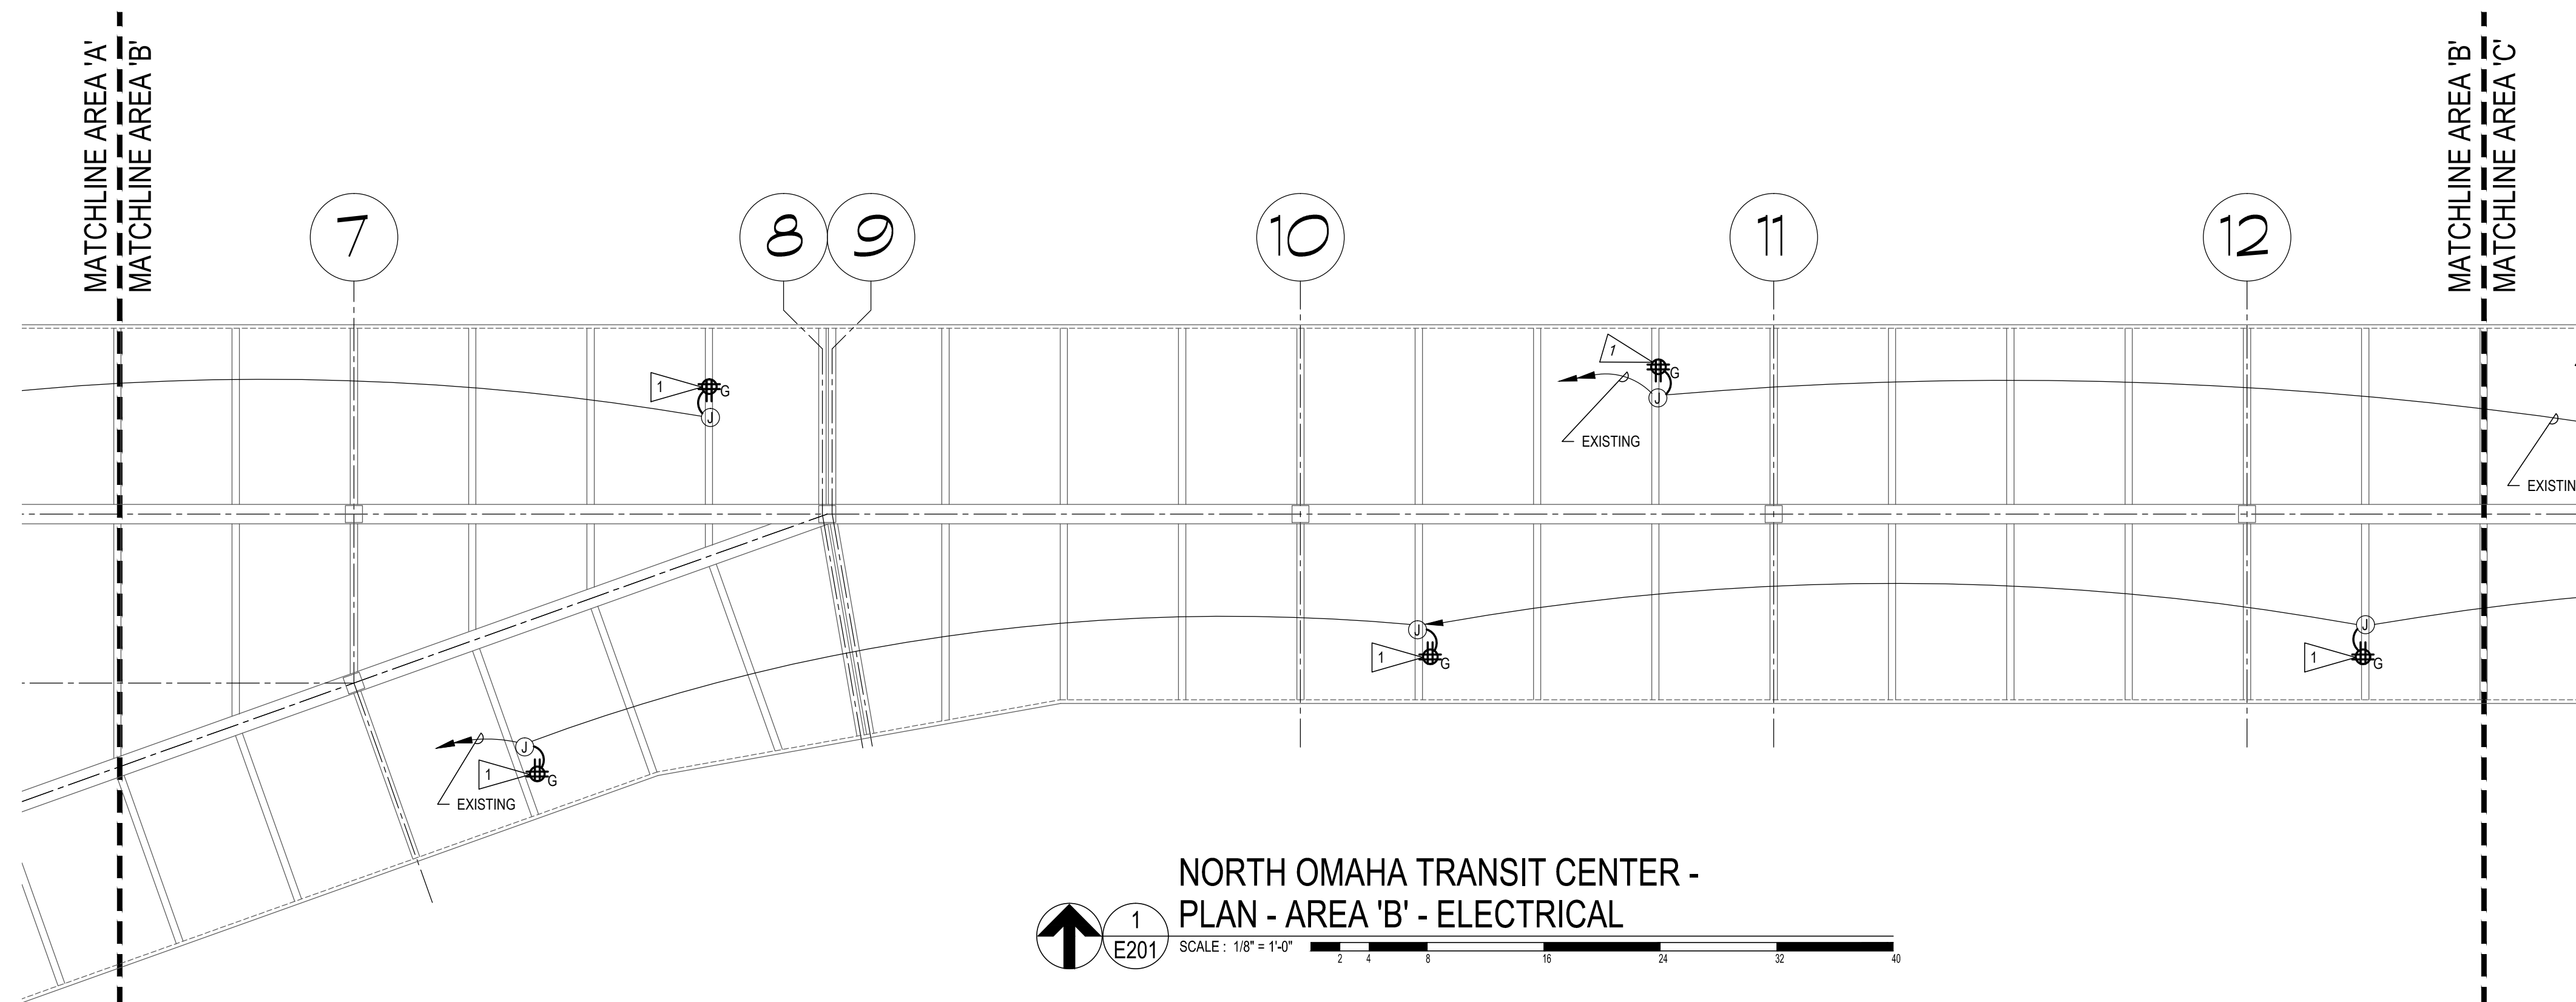 MATCHLINE AREA 'A'
MATCHLINE AREA 'B'
MATCHLINE AREA 'B'
MATCHLINE AREA 'C'
7
8
9
10
11
12
1
G
J
1
G
J
EXISTING
EXISTIN
J
1
G
J
1
G
J
1
G
EXISTING
NORTH OMAHA TRANSIT CENTER -
PLAN - AREA 'B' - ELECTRICAL
1
E201
SCALE : 1/8" = 1'-0"
2 4 8 16 24 32 40